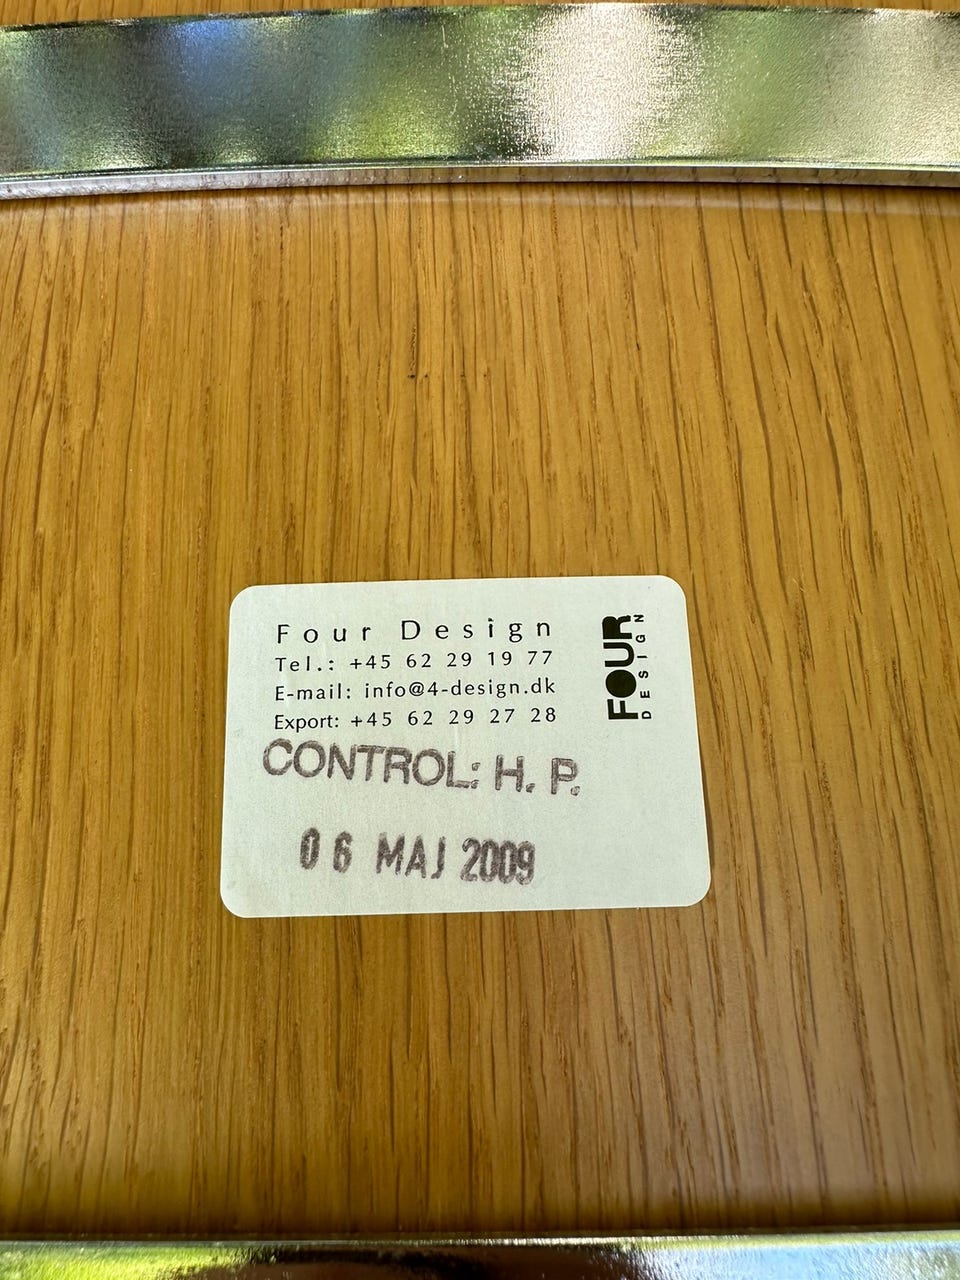 Four Design
Tel.: +45 62 29 19 77
E-mail: info@4-design.dk
Export: +45 62 29 27 28
CONTROL: H. P.
06 MAJ 2009
FOUR
DESIGN